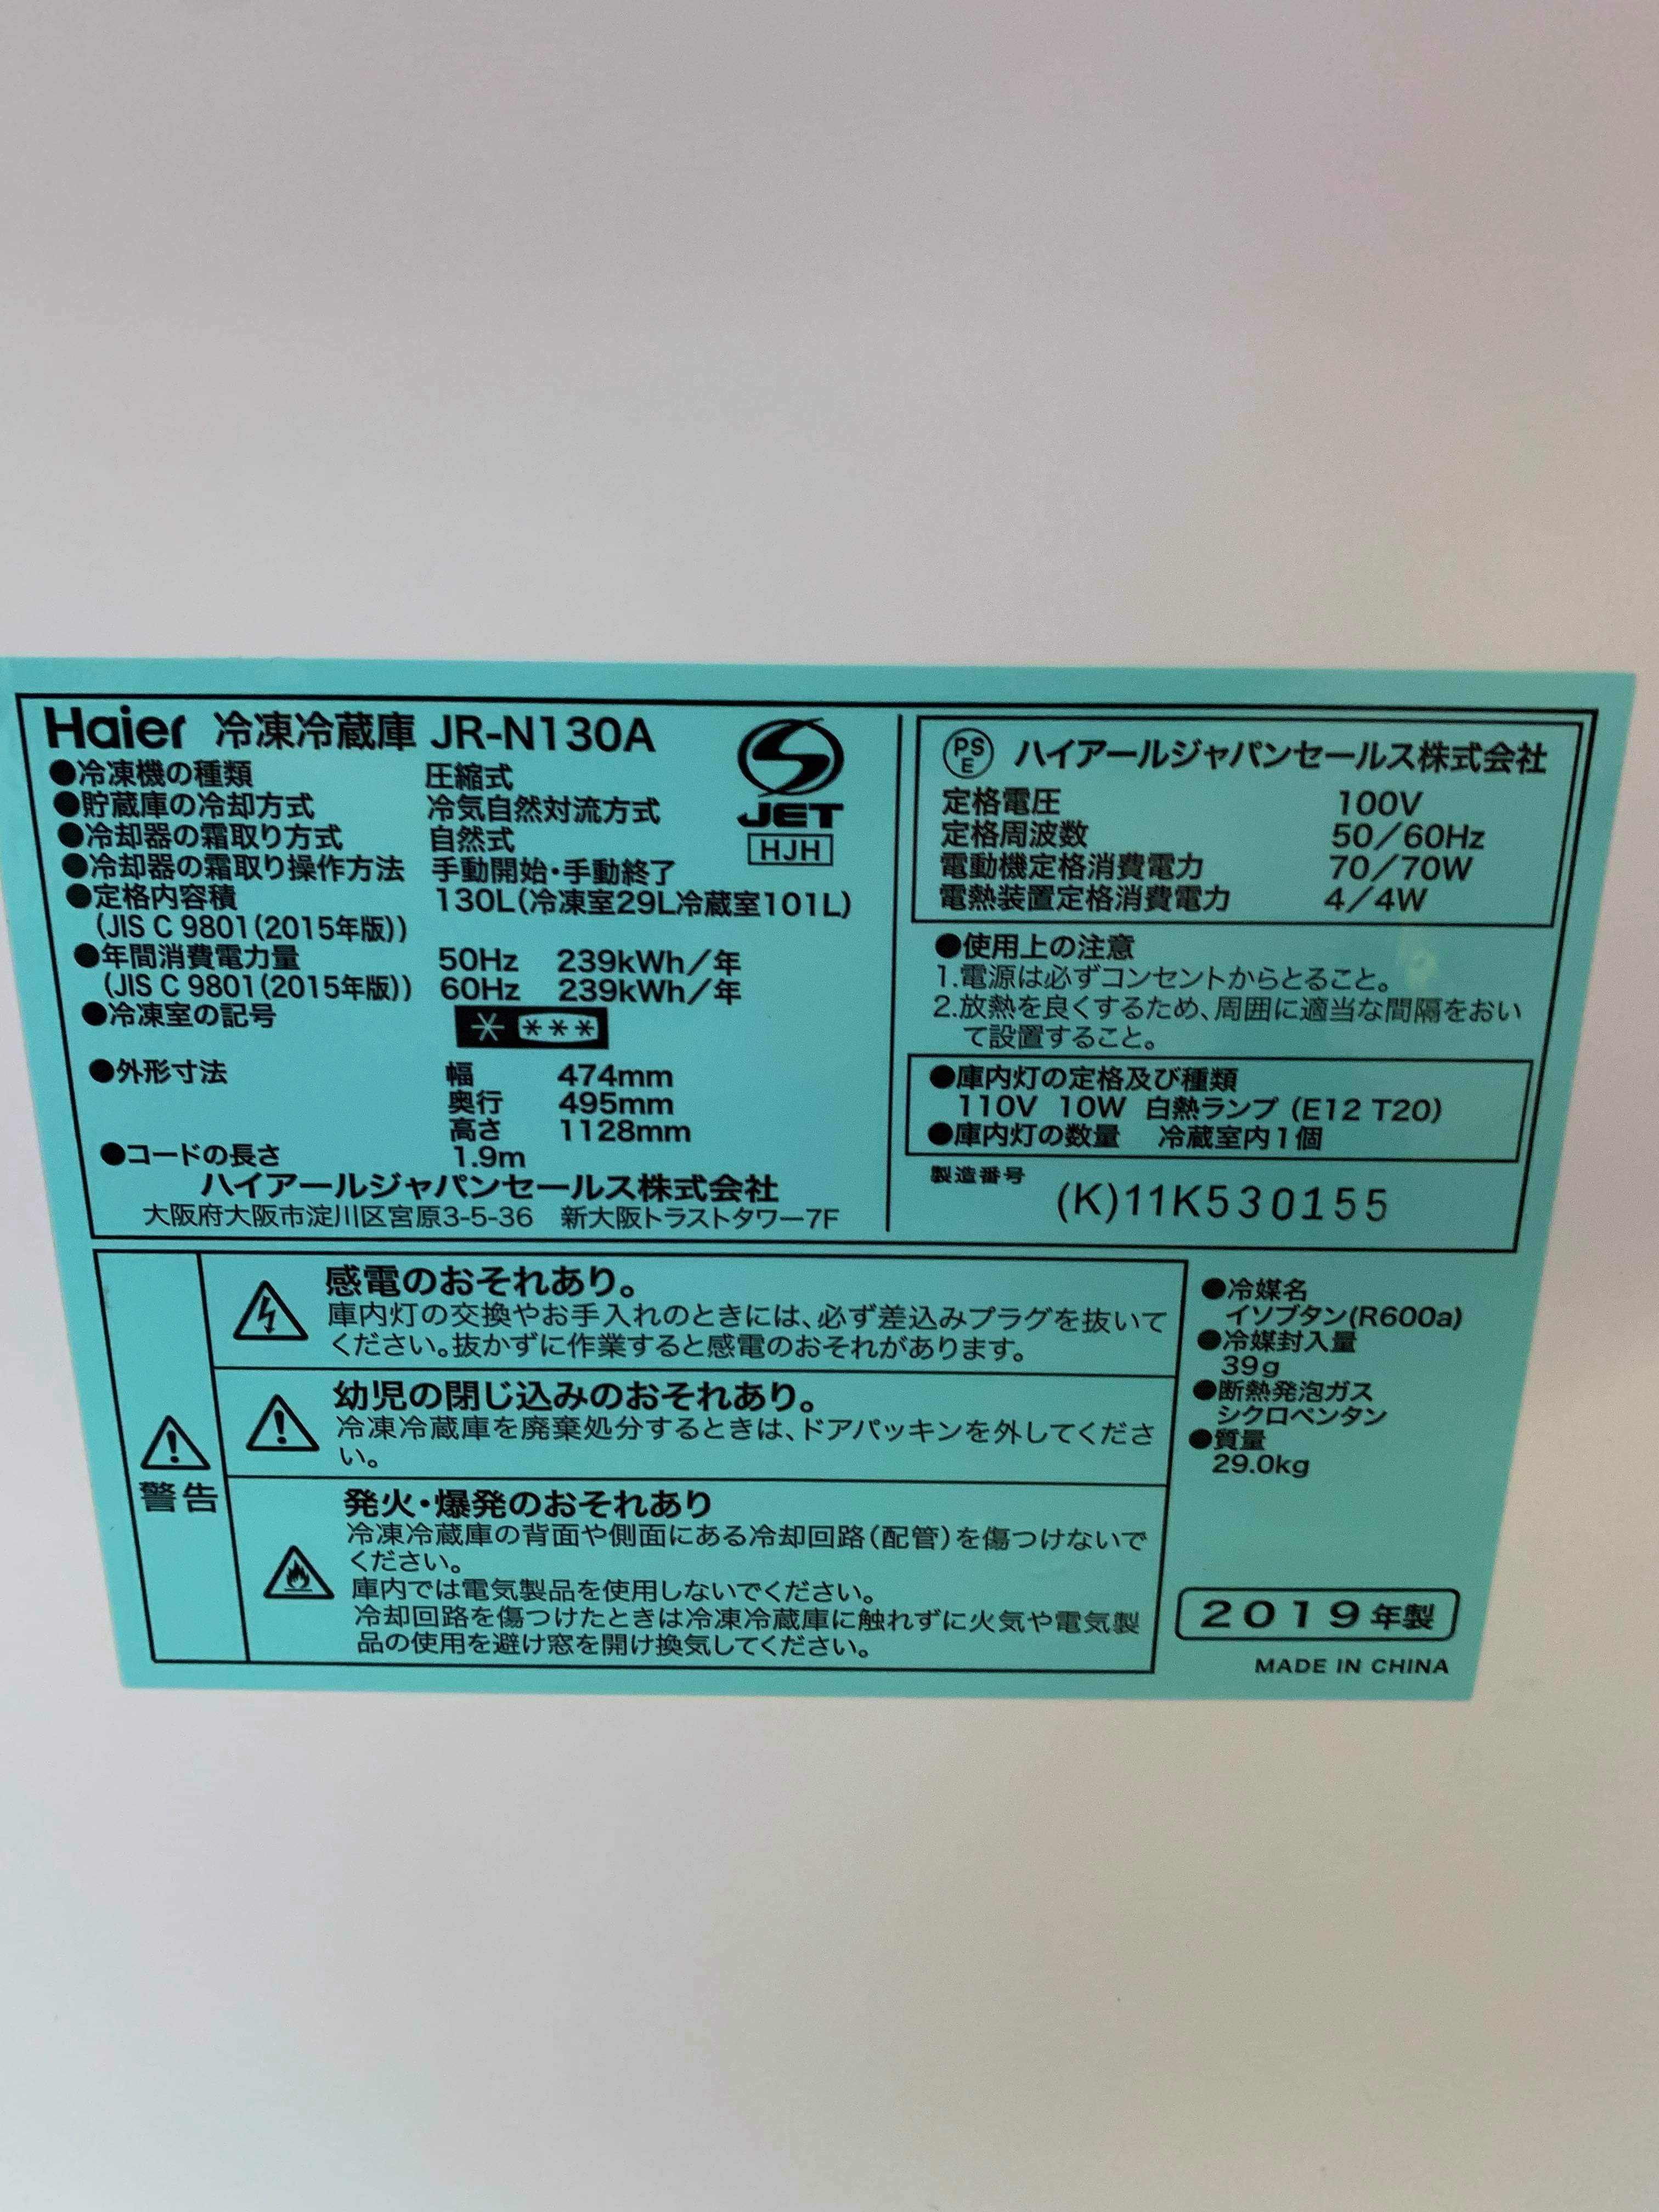 Haier 冷凍冷蔵庫 JR-N130A
●冷凍機の種類 圧縮式
●貯蔵庫の冷却方式 冷気自然対流方式
●冷却器の霜取り方式 自然式
●冷却器の霜取り操作方法 手動開始・手動終了
●定格内容積 130L(冷凍室29L冷蔵室101L)
(JIS C 9801(2015年版))
●年間消費電力量 50Hz 239kWh/年
(JIS C 9801(2015年版)) 60Hz 239kWh/年
●冷凍室の記号 * ***
●外形寸法 幅 474mm
奥行 495mm
高さ 1128mm
●コードの長さ 1.9m
ハイアールジャパンセールス株式会社
大阪府大阪市淀川区宮原3-5-36 新大阪トラストタワー7F
JET
HJH
PS
E
ハイアールジャパンセールス株式会社
定格電圧 100V
定格周波数 50/60Hz
電動機定格消費電力 70/70W
電熱装置定格消費電力 4/4W
●使用上の注意
1.電源は必ずコンセントからとること。
2.放熱を良くするため、周囲に適当な間隔をおい
て設置すること。
●庫内灯の定格及び種類
110V 10W 白熱ランプ (E12 T20)
●庫内灯の数量 冷蔵室内1個
製造番号 (K)11K530155
警告
感電のおそれあり。
庫内灯の交換やお手入れのときには、必ず差込みプラグを抜いて
ください。抜かずに作業すると感電のおそれがあります。
幼児の閉じ込みのおそれあり。
冷凍冷蔵庫を廃棄処分するときは、ドアパッキンを外してくださ
い。
発火・爆発のおそれあり
冷凍冷蔵庫の背面や側面にある冷却回路(配管)を傷つけないで
ください。
庫内では電気製品を使用しないでください。
冷却回路を傷つけたときは冷凍冷蔵庫に触れずに火気や電気製
品の使用を避け窓を開け換気してください。
●冷媒名
イソブタン(R600a)
●冷媒封入量
39g
●断熱発泡ガス
シクロペンタン
●質量
29.0kg
2019年製
MADE IN CHINA